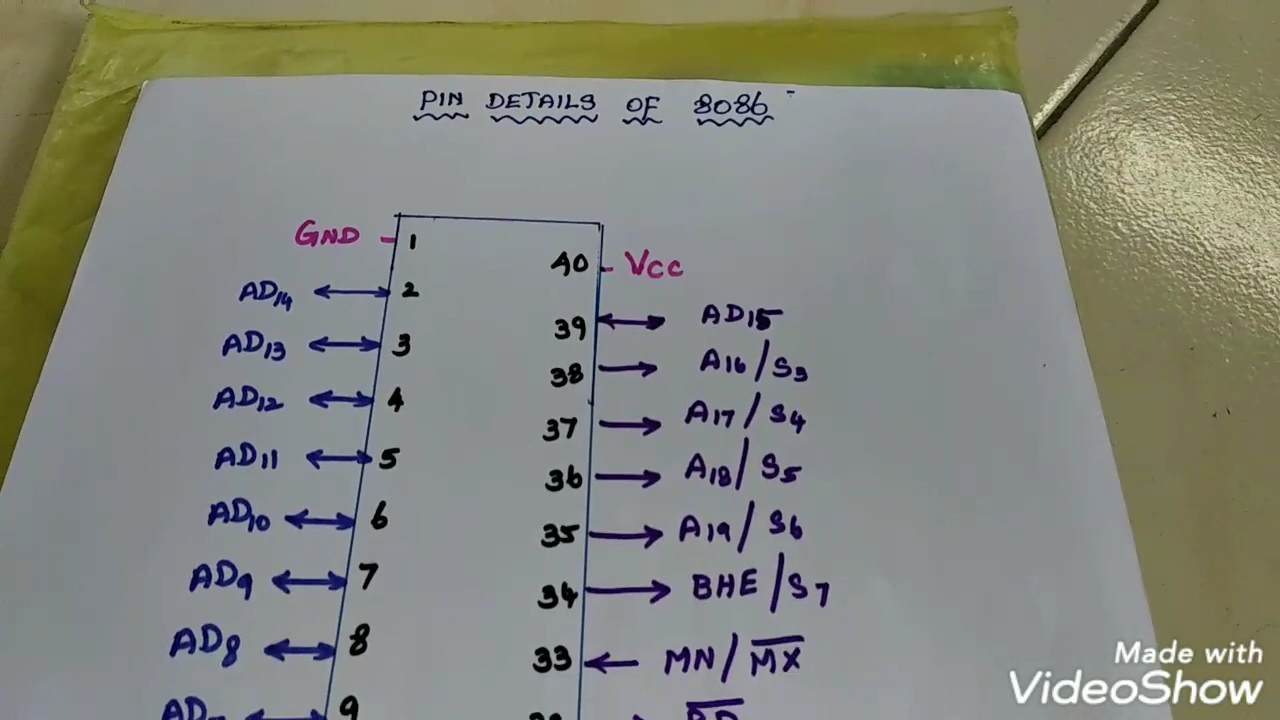 PIN DETAILS OF 8086
GND 1
40 VCC
AD14 2
39 AD15
AD13 3
38 A16/S3
AD12 4
37 A17/S4
AD11 5
36 A18/S5
AD10 6
35 A19/S6
AD9 7
34 BHE/S7
AD8 8
33 MN/M̅X̅
9
Made with
VideoShow